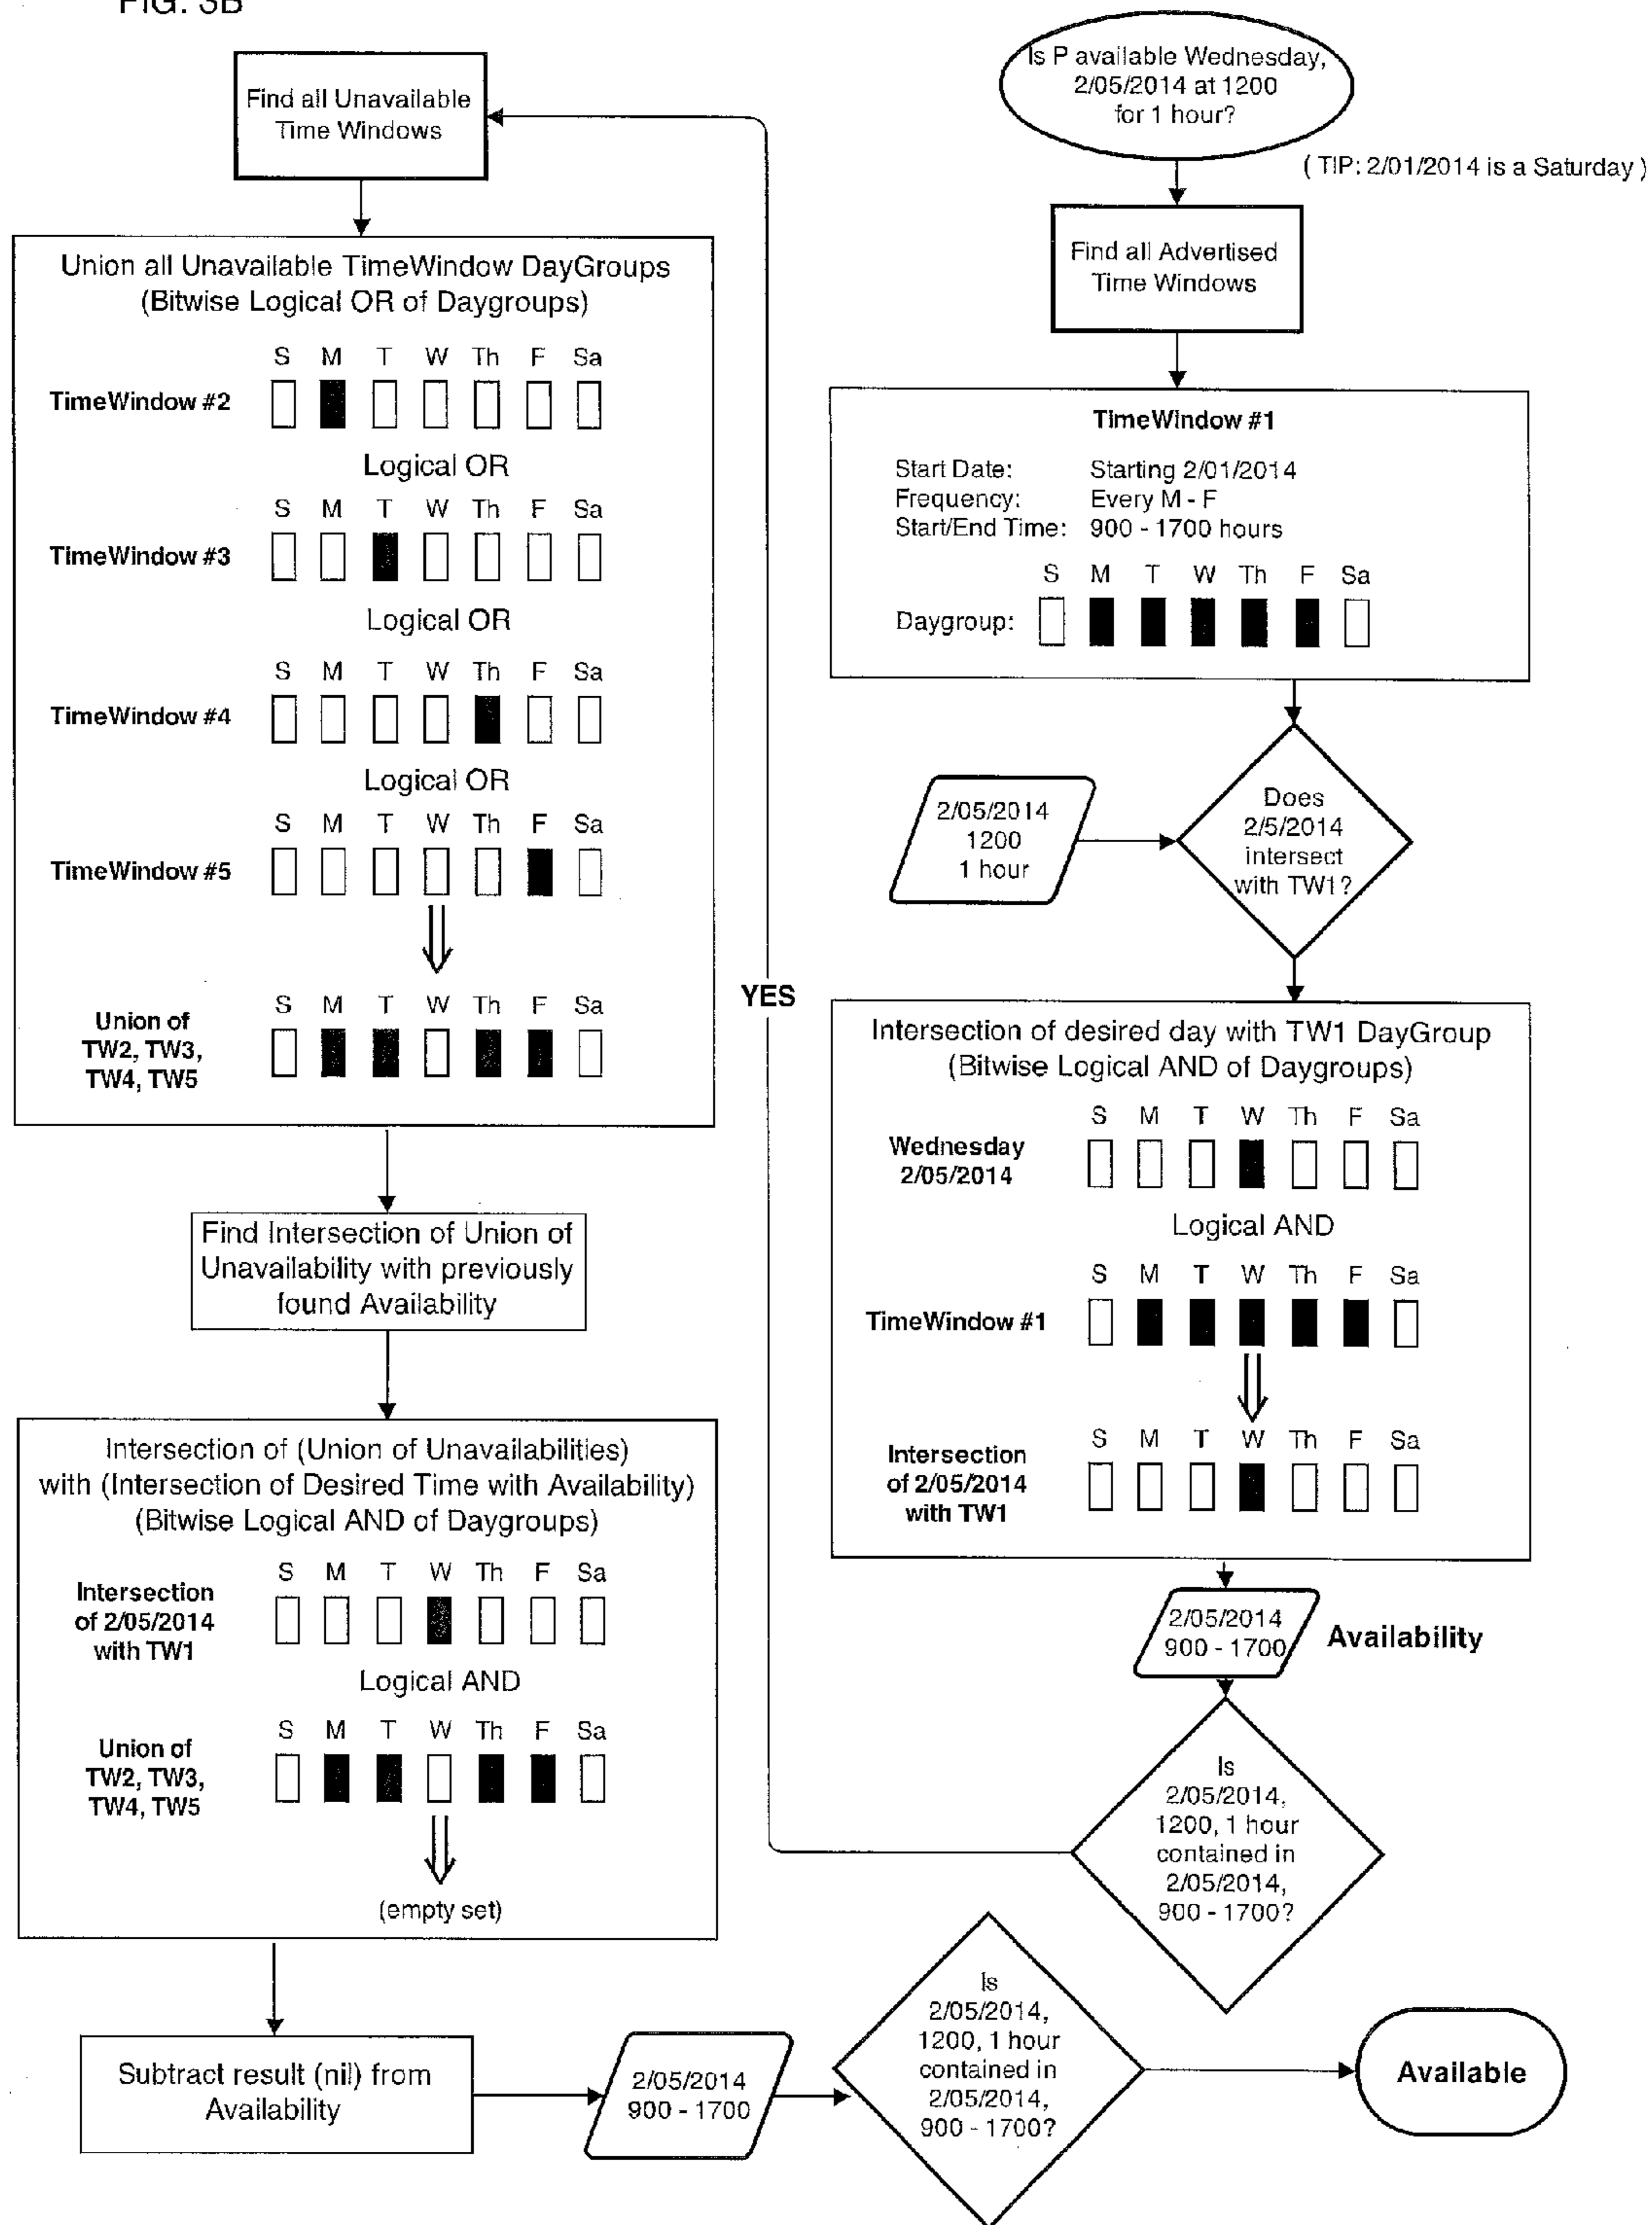 FIG. 3B
Is P available Wednesday,
2/05/2014 at 1200
for 1 hour?
( TIP: 2/01/2014 is a Saturday )
Find all Advertised
Time Windows
TimeWindow #1
Start Date: Starting 2/01/2014
Frequency: Every M - F
Start/End Time: 900 - 1700 hours
S M T W Th F Sa
Daygroup:
2/05/2014
1200
1 hour
Does
2/5/2014
intersect
with TW1?
Intersection of desired day with TW1 DayGroup
(Bitwise Logical AND of Daygroups)
S M T W Th F Sa
Wednesday
2/05/2014
Logical AND
S M T W Th F Sa
TimeWindow #1
S M T W Th F Sa
Intersection
of 2/05/2014
with TW1
2/05/2014
900 - 1700
Availability
Is
2/05/2014,
1200, 1 hour
contained in
2/05/2014,
900 - 1700?
YES
Find all Unavailable
Time Windows
Union all Unavailable TimeWindow DayGroups
(Bitwise Logical OR of Daygroups)
S M T W Th F Sa
TimeWindow #2
Logical OR
S M T W Th F Sa
TimeWindow #3
Logical OR
S M T W Th F Sa
TimeWindow #4
Logical OR
S M T W Th F Sa
TimeWindow #5
S M T W Th F Sa
Union of
TW2, TW3,
TW4, TW5
Find Intersection of Union of
Unavailability with previously
found Availability
Intersection of (Union of Unavailabilities)
with (Intersection of Desired Time with Availability)
(Bitwise Logical AND of Daygroups)
S M T W Th F Sa
Intersection
of 2/05/2014
with TW1
Logical AND
S M T W Th F Sa
Union of
TW2, TW3,
TW4, TW5
(empty set)
Subtract result (nil) from
Availability
2/05/2014
900 - 1700
Is
2/05/2014,
1200, 1 hour
contained in
2/05/2014,
900 - 1700?
Available